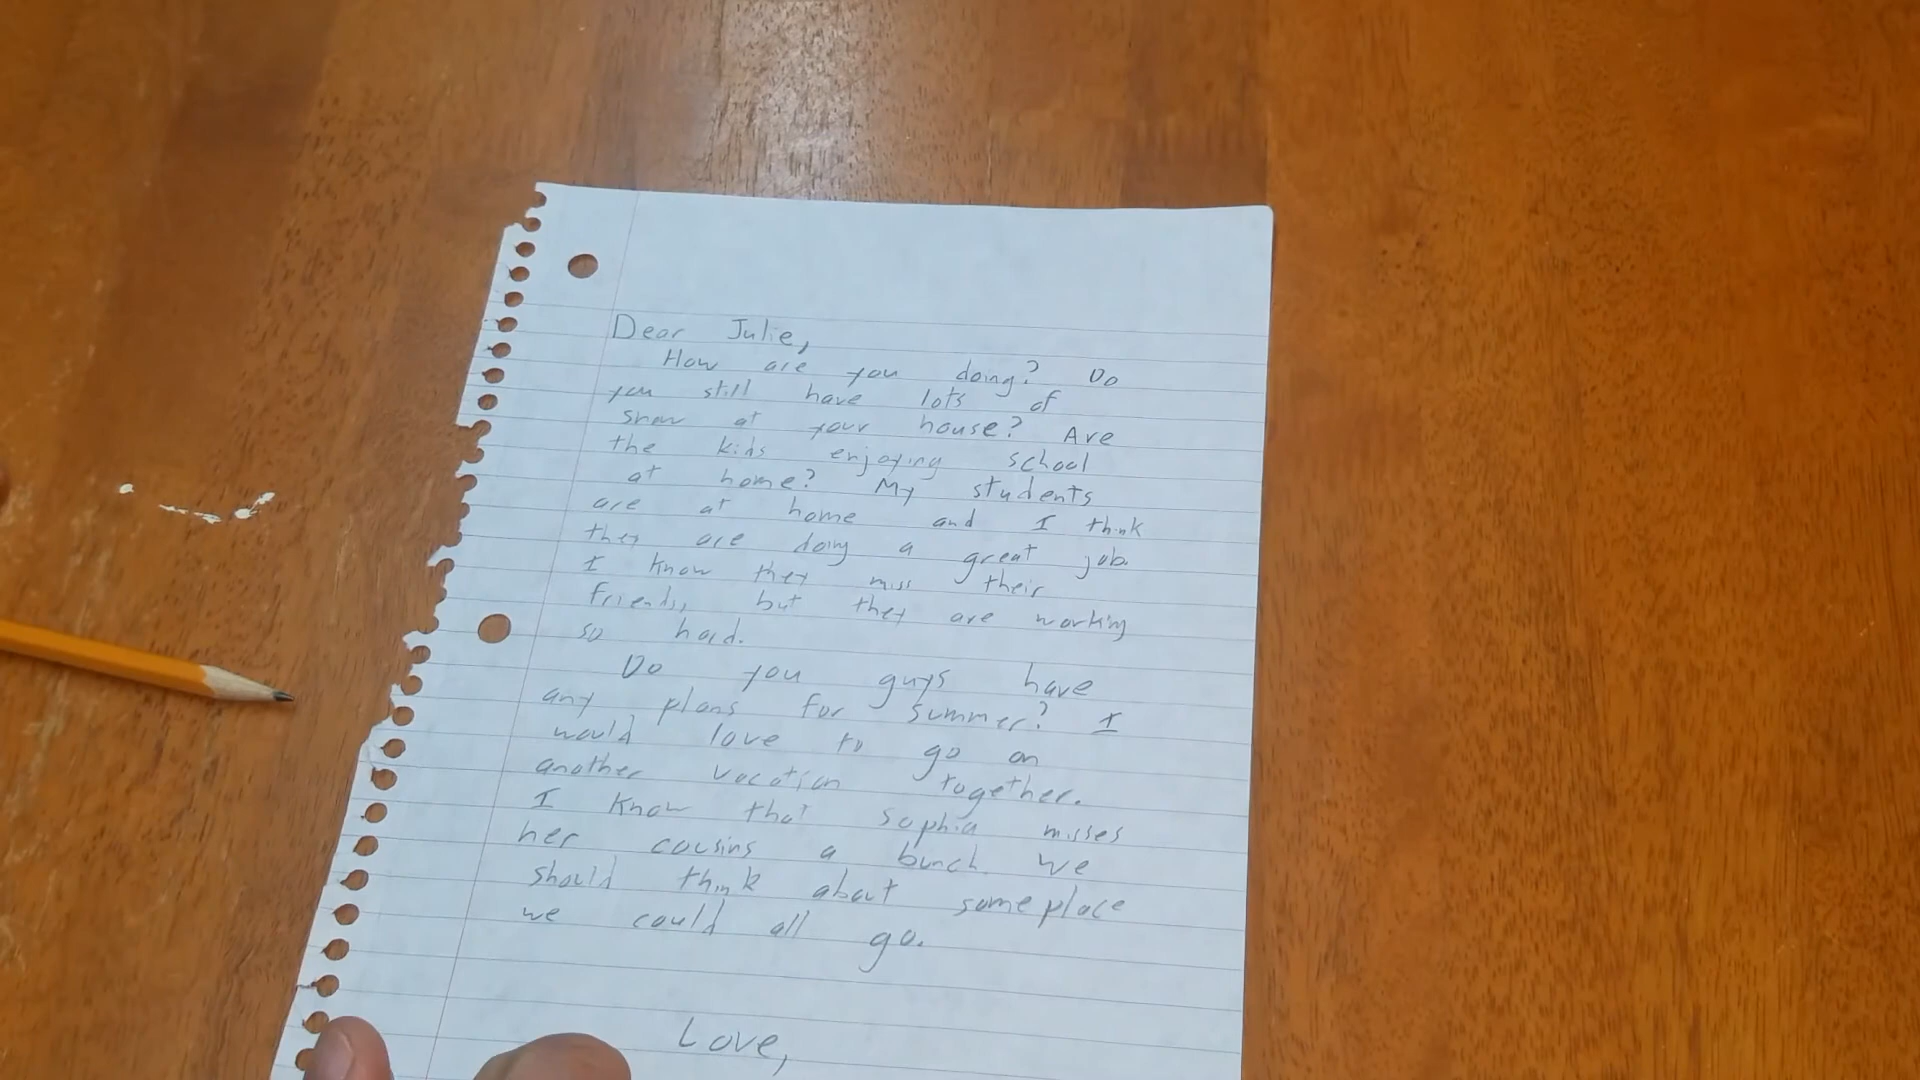 Dear Julie,
How are you doing? Do
you still have lots of
snow at your house? Are
the kids enjoying school
at home? My students
are at home and I think
they are doing a great job.
I know they miss their
friends, but they are working
so hard.
Do you guys have
any plans for summer? I
would love to go on
another vacation together.
I know that Sophia misses
her cousins a bunch. We
should think about someplace
we could all go.
Love,